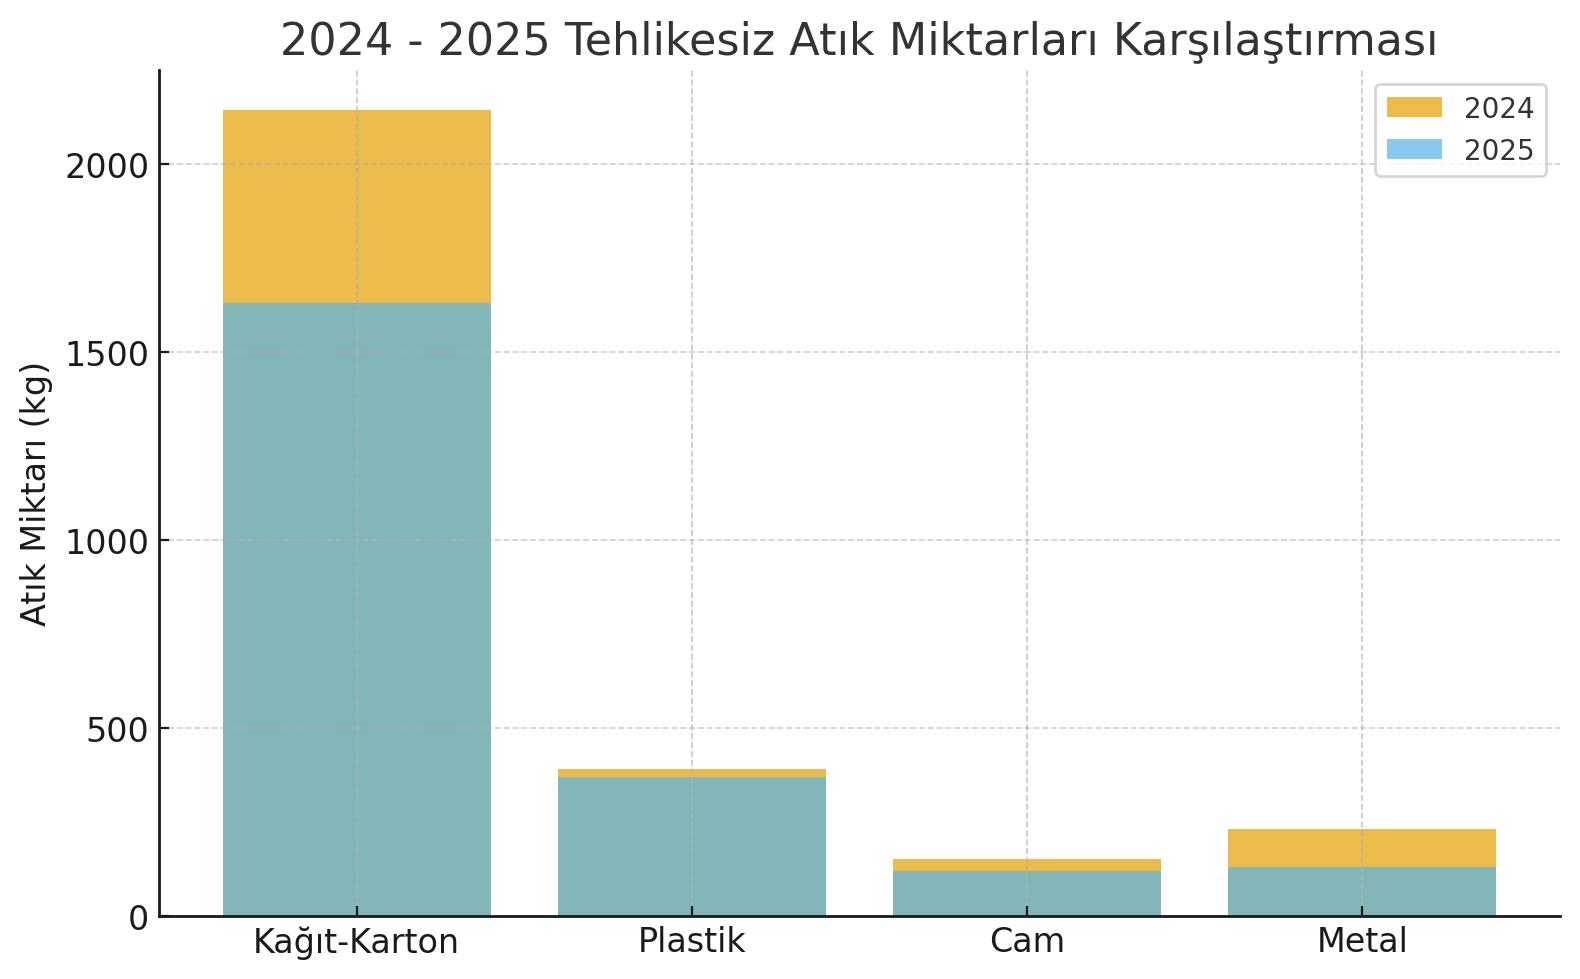 2024 - 2025 Tehlikesiz Atık Miktarları Karşılaştırması
2024
2025
Atık Miktarı (kg)
2000
1500
1000
500
0
Kağıt-Karton
Plastik
Cam
Metal